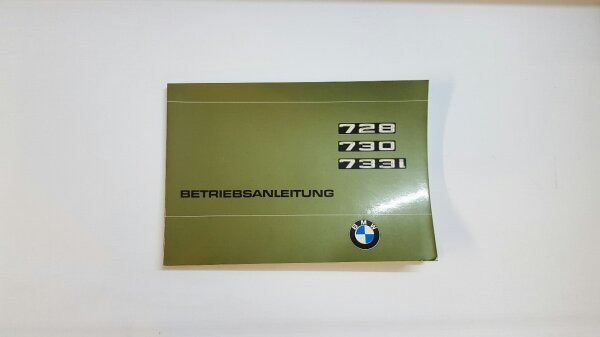 728
730
733i
BETRIEBSANLEITUNG
BMW